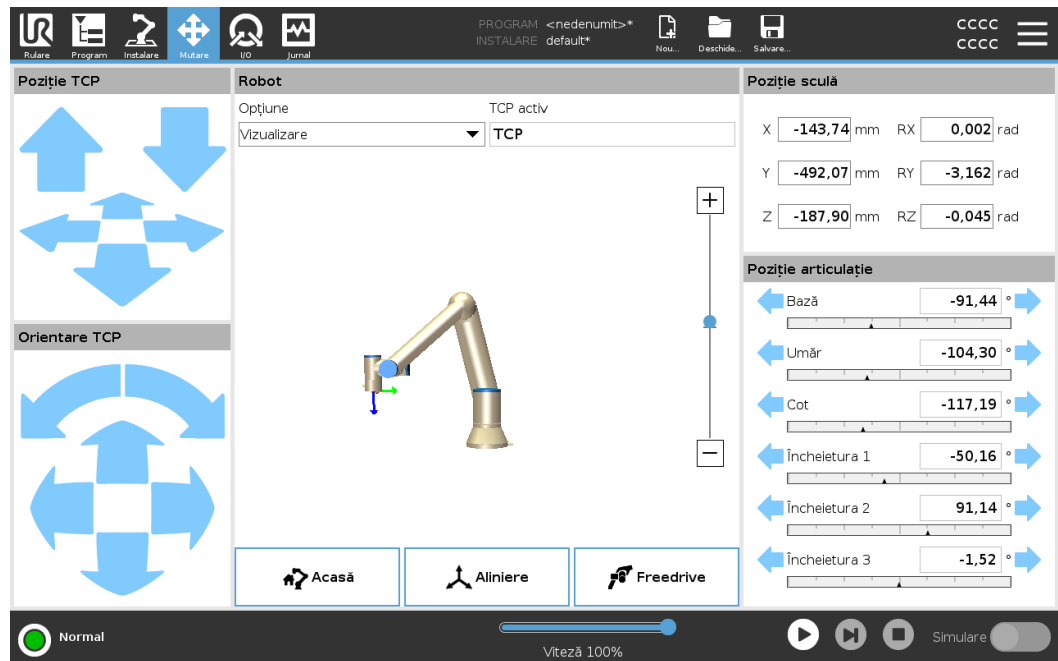 UR
Rulare
Program
Instalare
Mutare
I/O
Jurnal
PROGRAM <nedenumit>*
INSTALARE default*
Nou...
Deschide...
Salvare...
cccc
cccc
Poziție TCP
Orientare TCP
Robot
Opțiune
TCP activ
Vizualizare
TCP
Acasă
Aliniere
Freedrive
Poziție sculă
X -143,74 mm RX 0,002 rad
Y -492,07 mm RY -3,162 rad
Z -187,90 mm RZ -0,045 rad
Poziție articulație
Bază -91,44 °
Umăr -104,30 °
Cot -117,19 °
Încheietura 1 -50,16 °
Încheietura 2 91,14 °
Încheietura 3 -1,52 °
Normal
Viteză 100%
Simulare